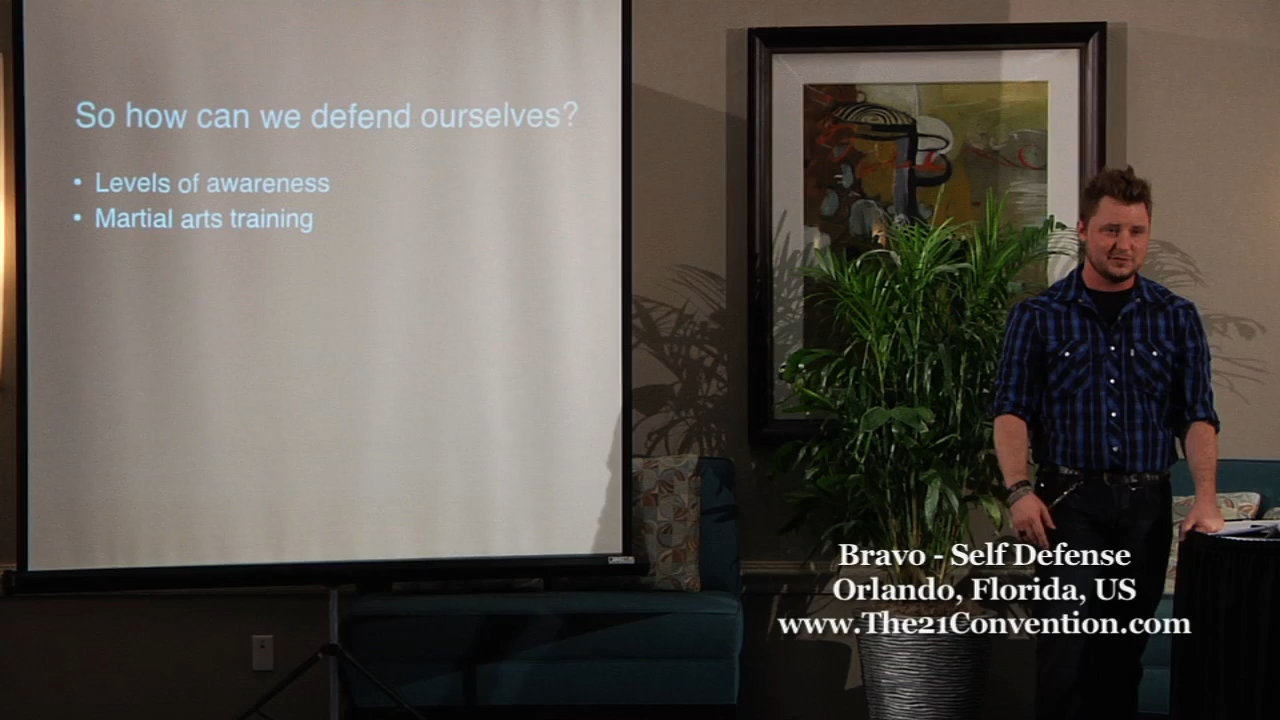 So how can we defend ourselves?
• Levels of awareness
• Martial arts training
Bravo - Self Defense
Orlando, Florida, US
www.The21Convention.com